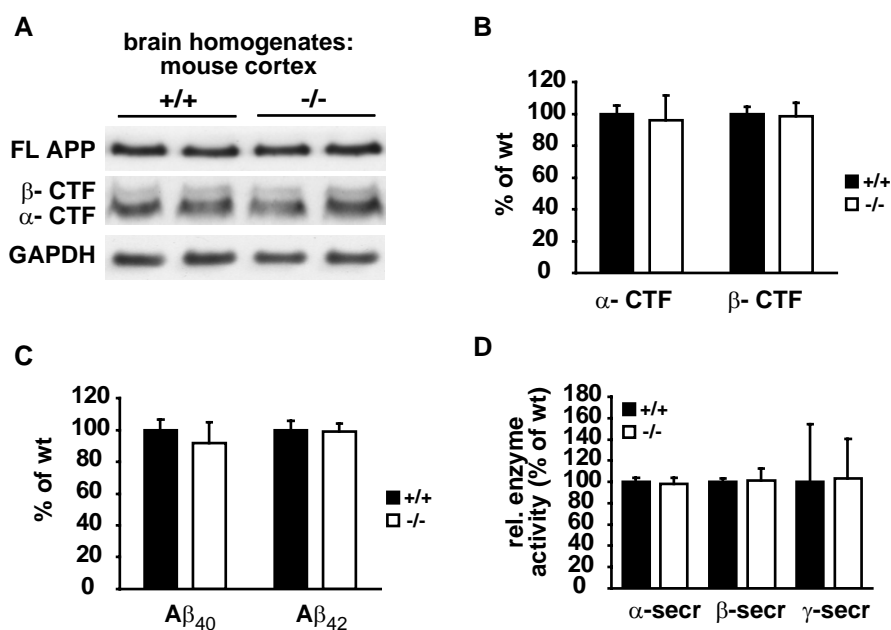 A
brain homogenates:
mouse cortex
+/+ -/-
FL APP
β- CTF
α- CTF
GAPDH
B
% of wt
120
100
80
60
40
20
0
α- CTF β- CTF
+/+
-/-
C
% of wt
120
100
80
60
40
20
0
Aβ40 Aβ42
+/+
-/-
D
rel. enzyme
activity (% of wt)
180
160
140
120
100
80
60
40
20
0
+/+
-/-
α-secr β-secr γ-secr